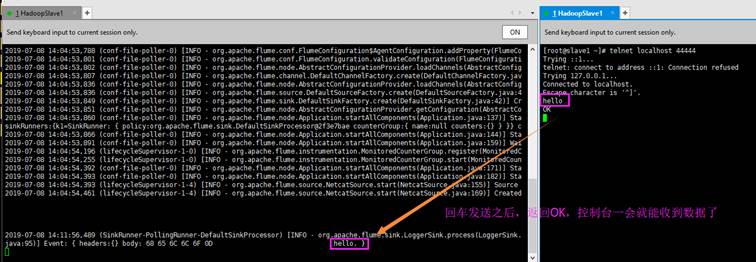 1 HadoopSlave1
Send keyboard input to current session only.
ON
2019-07-08 14:04:53,788 (conf-file-poller-0) [INFO - org.apache.flume.conf.FlumeConfiguration$AgentConfiguration.addProperty(FlumeCo
2019-07-08 14:04:53,801 (conf-file-poller-0) [INFO - org.apache.flume.conf.FlumeConfiguration.validateConfiguration(FlumeConfigurati
2019-07-08 14:04:53,802 (conf-file-poller-0) [INFO - org.apache.flume.node.AbstractConfigurationProvider.loadChannels(AbstractConfig
2019-07-08 14:04:53,836 (conf-file-poller-0) [INFO - org.apache.flume.channel.DefaultChannelFactory.create(DefaultChannelFactory.jav
2019-07-08 14:04:53,836 (conf-file-poller-0) [INFO - org.apache.flume.node.AbstractConfigurationProvider.loadChannels(AbstractConfig
2019-07-08 14:04:53,836 (conf-file-poller-0) [INFO - org.apache.flume.source.DefaultSourceFactory.create(DefaultSourceFactory.java:4
2019-07-08 14:04:53,849 (conf-file-poller-0) [INFO - org.apache.flume.sink.DefaultSinkFactory.create(DefaultSinkFactory.java:42)] Cr
2019-07-08 14:04:53,851 (conf-file-poller-0) [INFO - org.apache.flume.node.AbstractConfigurationProvider.getConfiguration(AbstractCo
2019-07-08 14:04:53,860 (conf-file-poller-0) [INFO - org.apache.flume.node.Application.startAllComponents(Application.java:137)] Sta
sinkRunners:{k1=SinkRunner: { policy:org.apache.flume.sink.DefaultSinkProcessor@2f3e7bae counterGroup:{ name:null counters:{} } }} c
2019-07-08 14:04:53,866 (conf-file-poller-0) [INFO - org.apache.flume.node.Application.startAllComponents(Application.java:144)] Sta
2019-07-08 14:04:53,891 (conf-file-poller-0) [INFO - org.apache.flume.node.Application.startAllComponents(Application.java:159)] Wai
2019-07-08 14:04:54,196 (lifecycleSupervisor-1-0) [INFO - org.apache.flume.instrumentation.MonitoredCounterGroup.register(MonitoredC
2019-07-08 14:04:54,255 (lifecycleSupervisor-1-0) [INFO - org.apache.flume.instrumentation.MonitoredCounterGroup.start(MonitoredCoun
2019-07-08 14:04:54,392 (conf-file-poller-0) [INFO - org.apache.flume.node.Application.startAllComponents(Application.java:171)] Sta
2019-07-08 14:04:54,393 (conf-file-poller-0) [INFO - org.apache.flume.node.Application.startAllComponents(Application.java:182)] Sta
2019-07-08 14:04:54,393 (lifecycleSupervisor-1-4) [INFO - org.apache.flume.source.NetcatSource.start(NetcatSource.java:155)] Source
2019-07-08 14:04:54,461 (lifecycleSupervisor-1-4) [INFO - org.apache.flume.source.NetcatSource.start(NetcatSource.java:169)] Created
2019-07-08 14:11:56,489 (SinkRunner-PollingRunner-DefaultSinkProcessor) [INFO - org.apache.flume.sink.LoggerSink.process(LoggerSink.
java:95)] Event: { headers:{} body: 68 65 6C 6C 6F 0D hello. }
1 HadoopSlave1
Send keyboard input to current session only.
[root@slave1 ~]# telnet localhost 44444
Trying ::1...
telnet: connect to address ::1: Connection refused
Trying 127.0.0.1...
Connected to localhost.
Escape character is '^]'.
hello
OK
回车发送之后，返回OK，控制台一会就能收到数据了